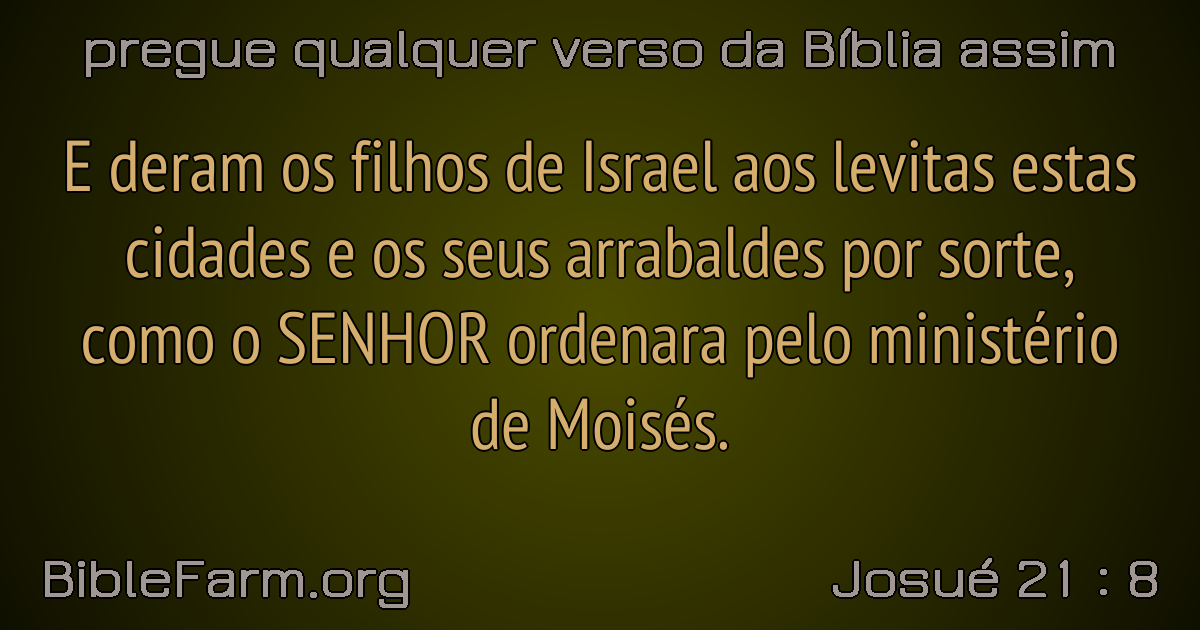 pregue qualquer verso da Bíblia assim
E deram os filhos de Israel aos levitas estas
cidades e os seus arrabaldes por sorte,
como o SENHOR ordenara pelo ministério
de Moisés.
BibleFarm.org
Josué 21 : 8